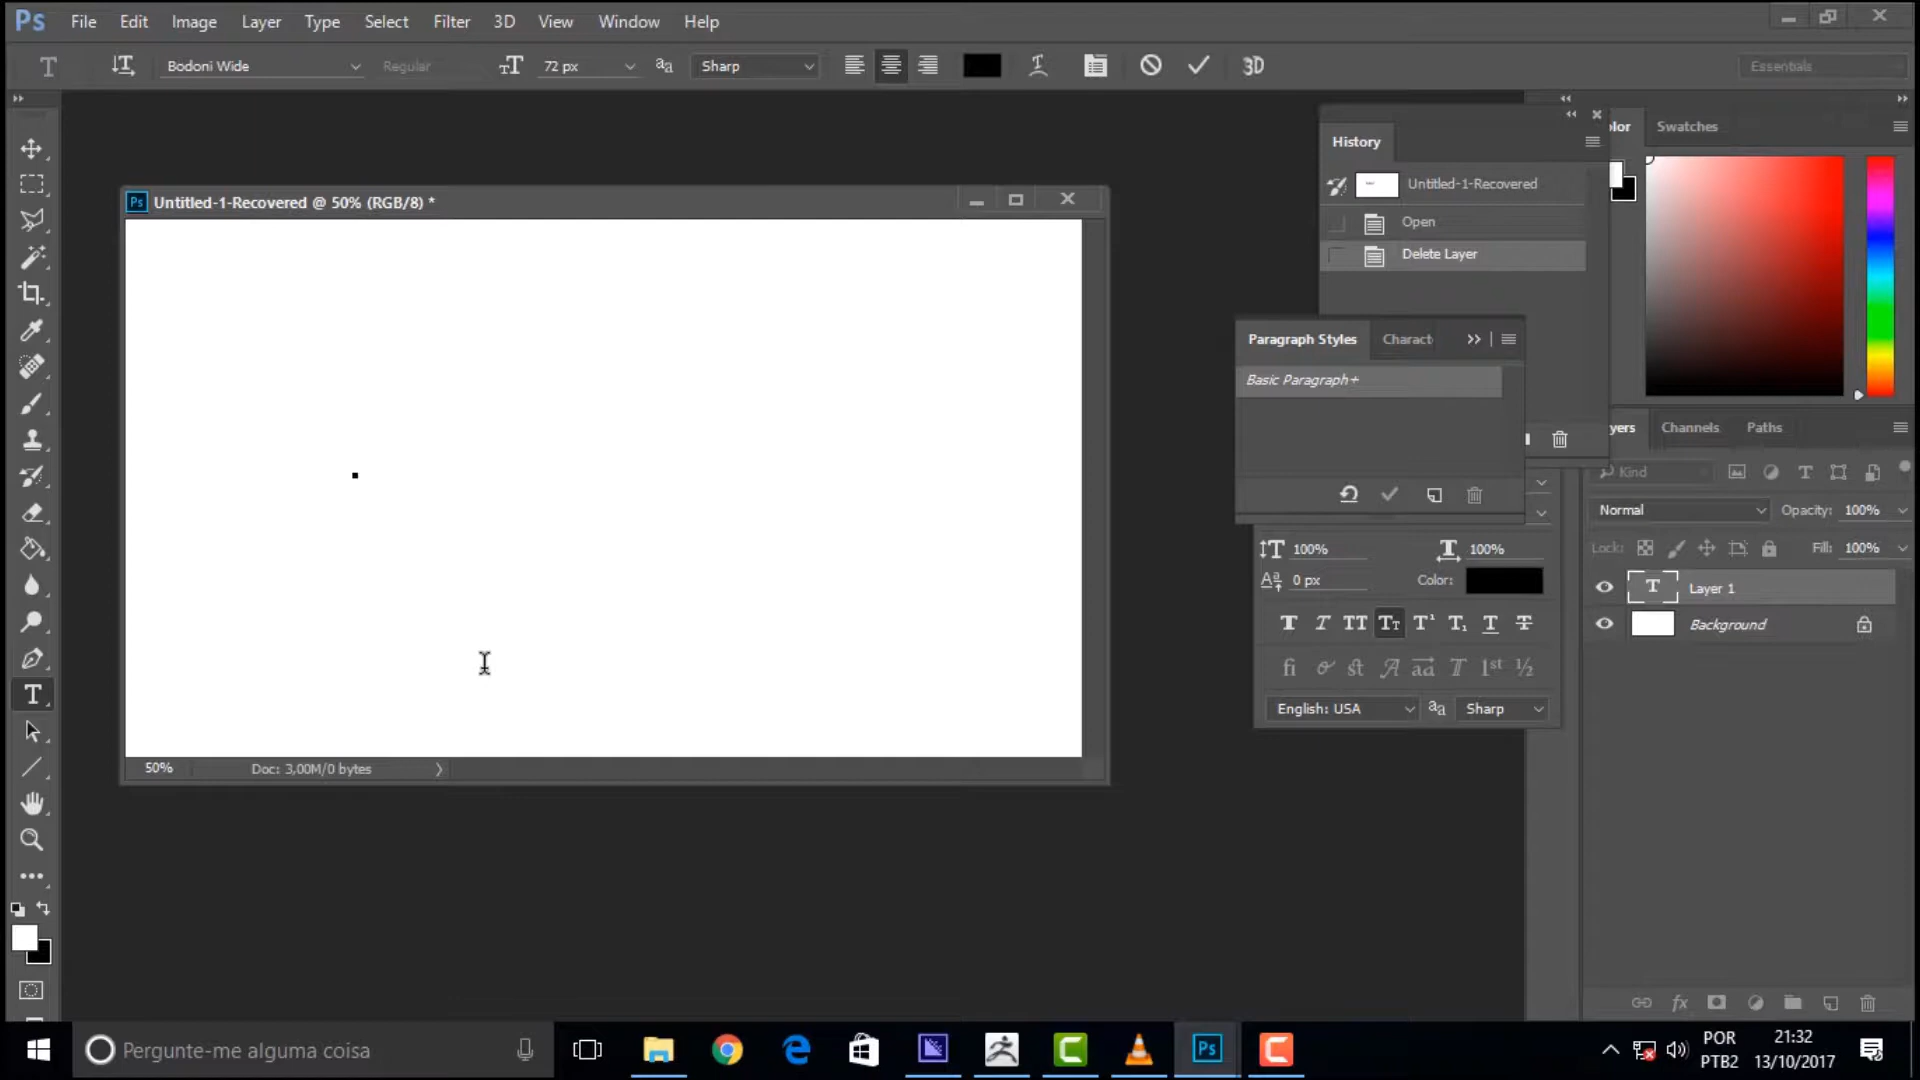 Ps File Edit Image Layer Type Select Filter 3D View Window Help
Bodoni Wide Regular 72 px Sharp 3D Essentials
Untitled-1-Recovered @ 50% (RGB/8) *
50% Doc: 3,00M/0 bytes
History
Untitled-1-Recovered
Open
Delete Layer
Swatches
Paragraph Styles Charact
Basic Paragraph+
100% 100%
0 px Color:
English: USA Sharp
Channels Paths
Kind
Normal Opacity: 100%
Lock: Fill: 100%
Layer 1
Background
Pergunte-me alguma coisa
POR 21:32
PTB2 13/10/2017